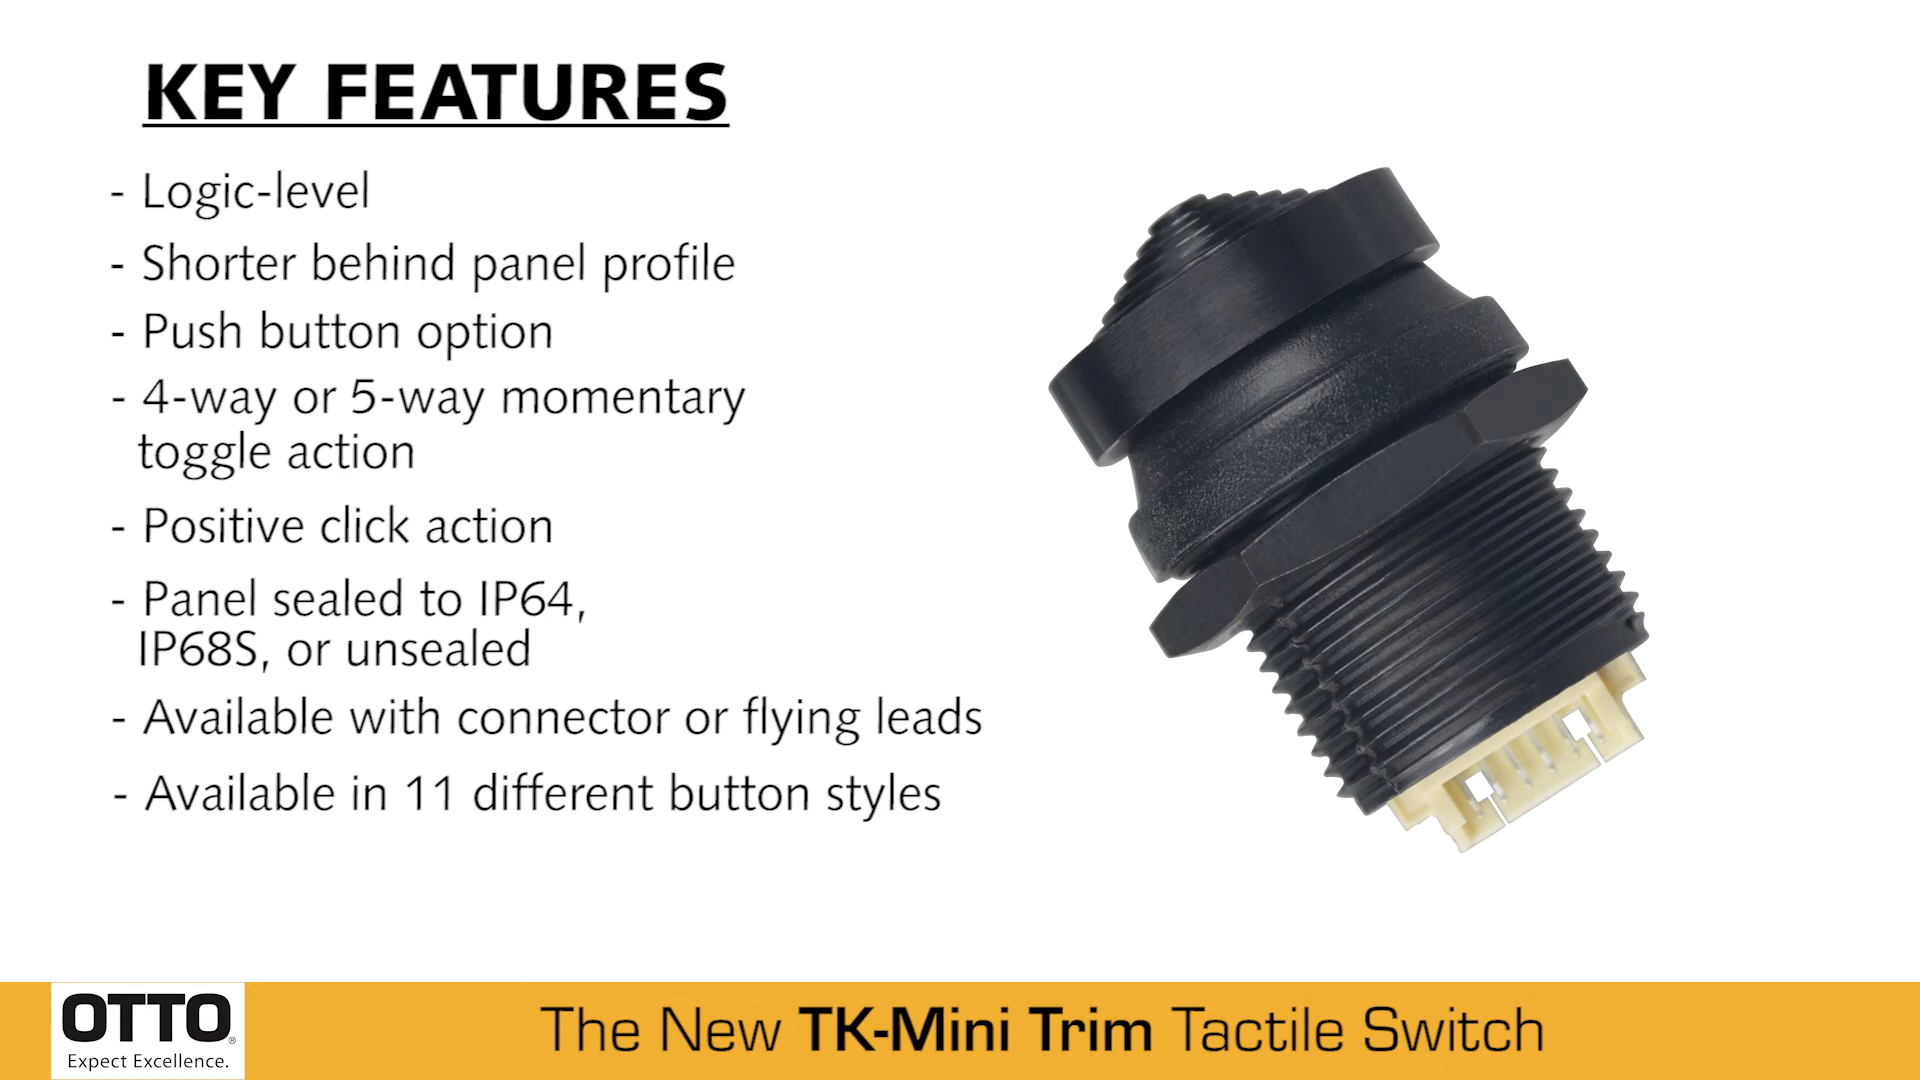 KEY FEATURES
- Logic-level
- Shorter behind panel profile
- Push button option
- 4-way or 5-way momentary
toggle action
- Positive click action
- Panel sealed to IP64,
IP68S, or unsealed
- Available with connector or flying leads
- Available in 11 different button styles
OTTO®
Expect Excellence.
The New TK-Mini Trim Tactile Switch